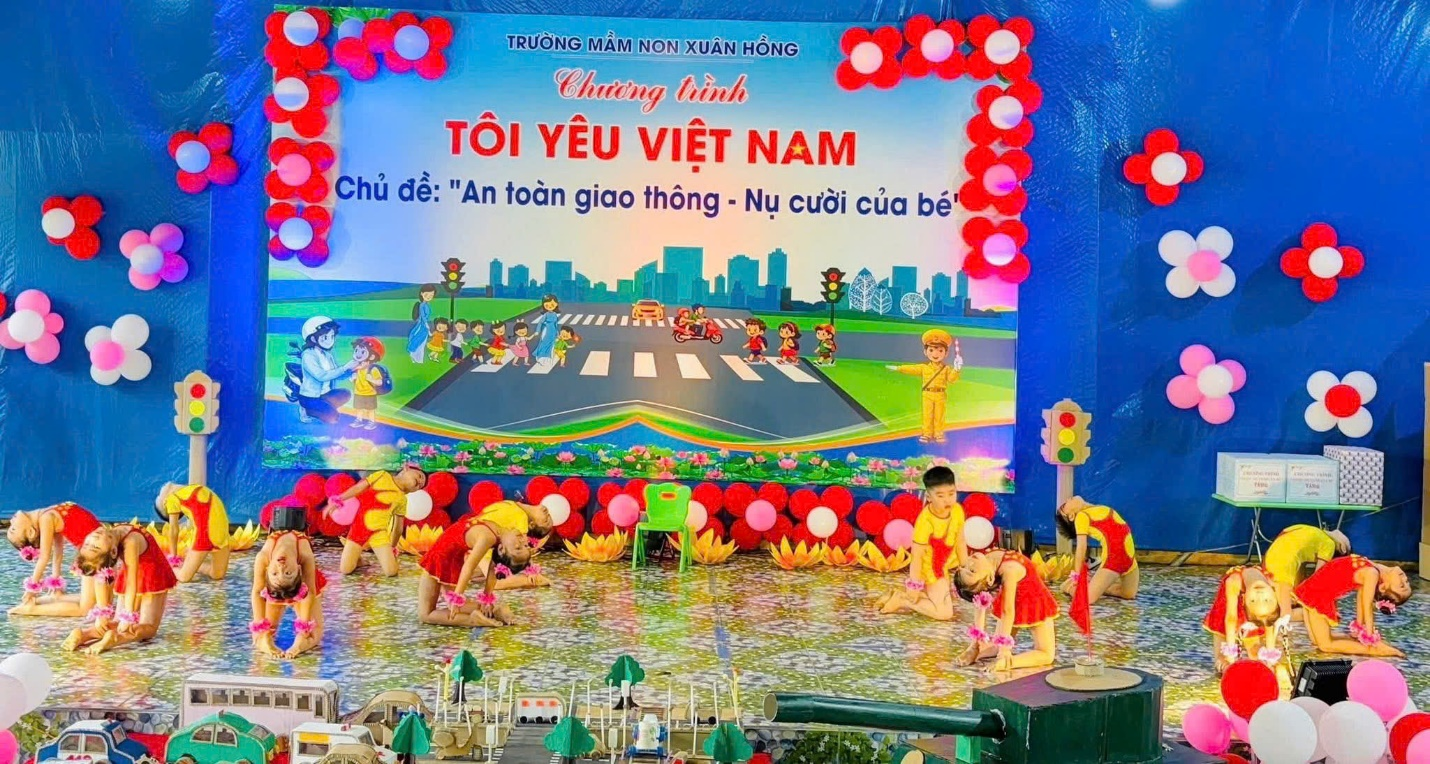 TRƯỜNG MẦM NON XUÂN HỒNG
Chương trình
TÔI YÊU VIỆT NAM
Chủ đề: "An toàn giao thông - Nụ cười của bé"